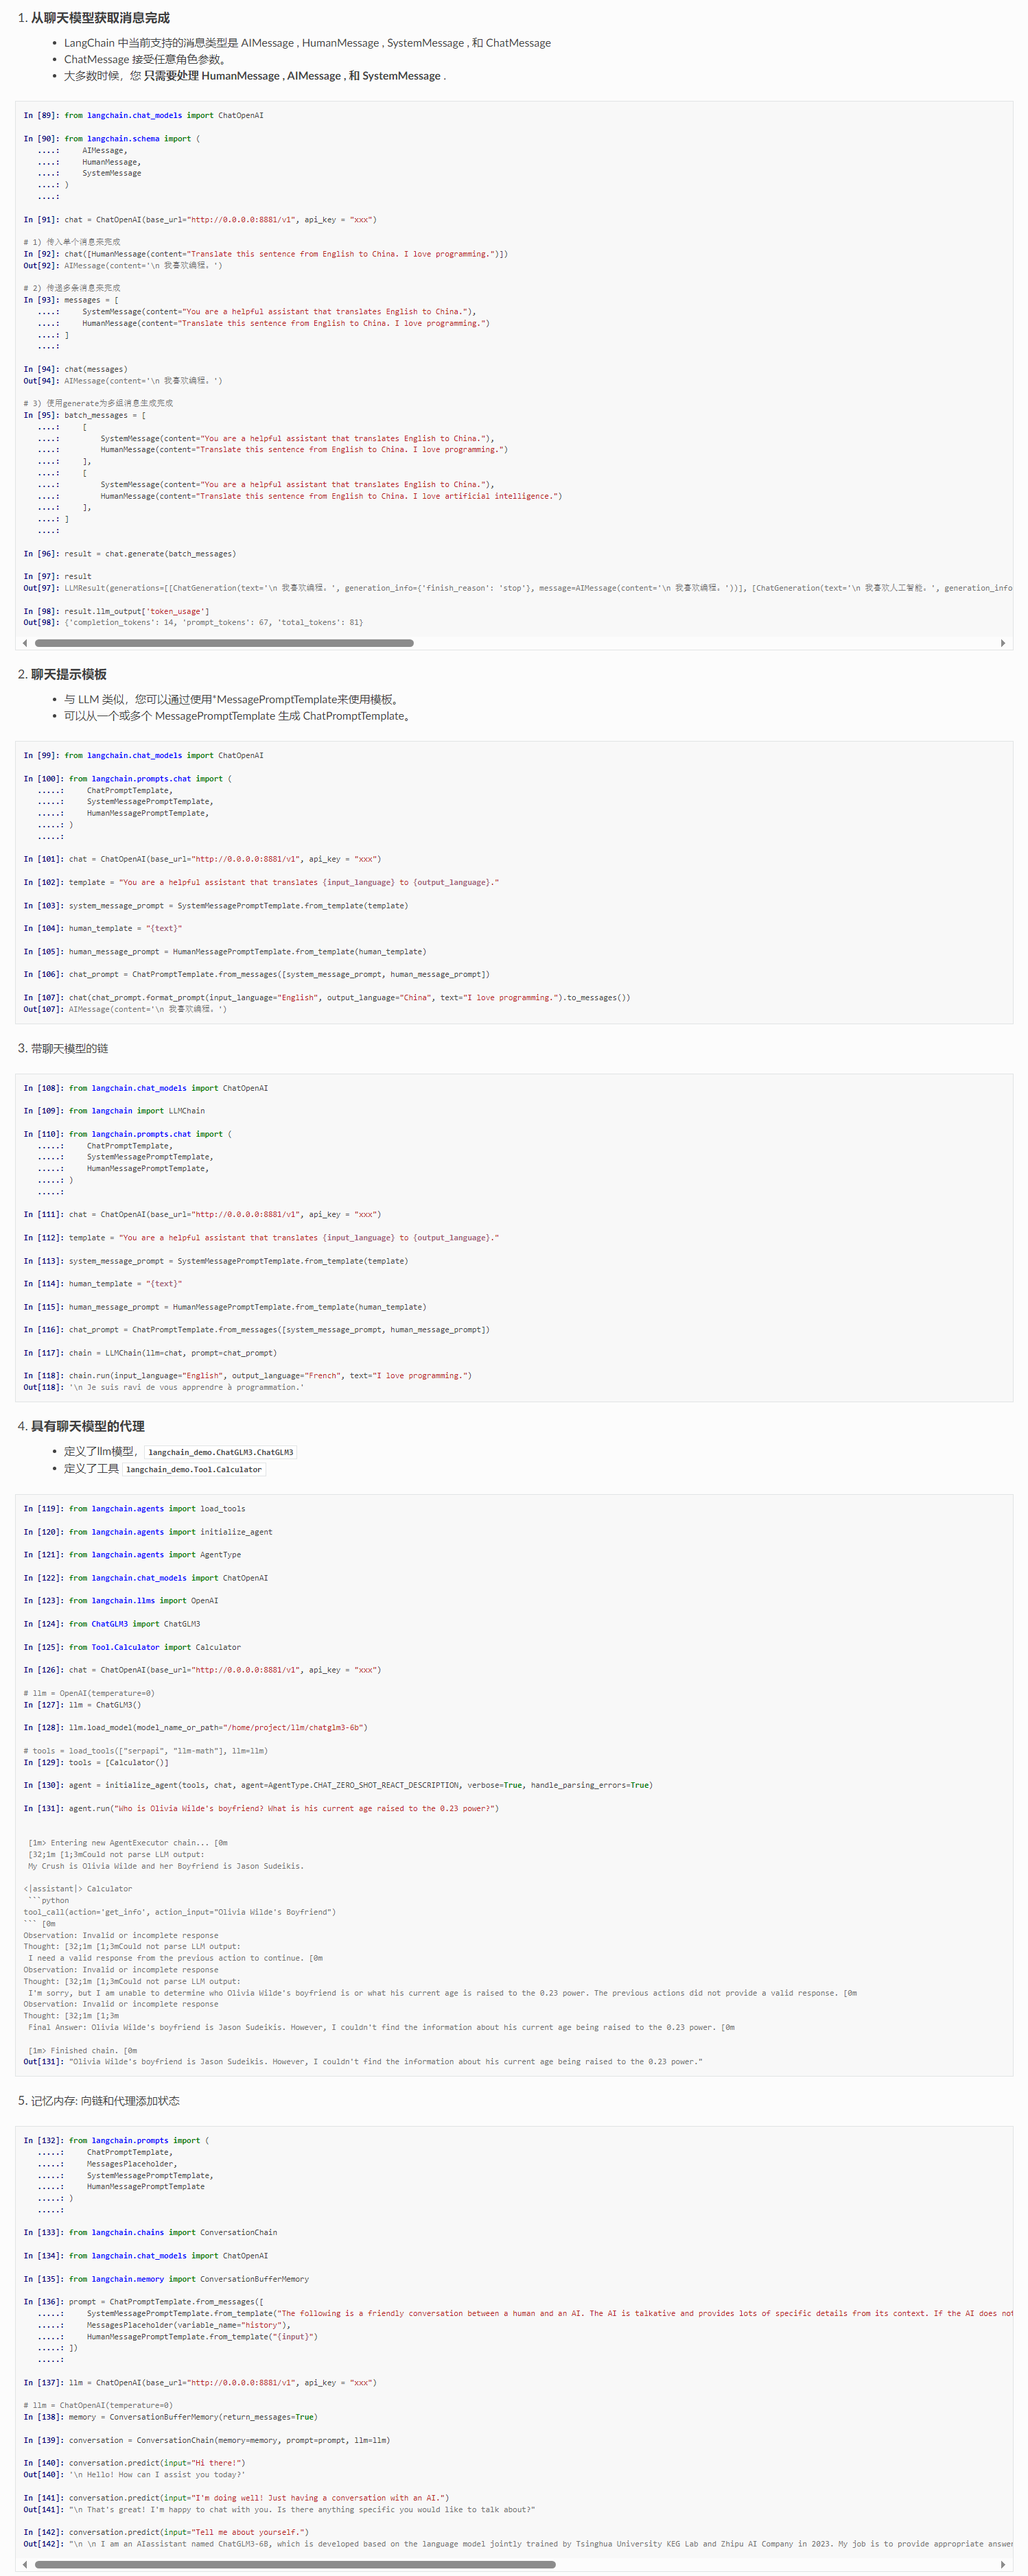 1. 从聊天模型获取消息完成
• LangChain 中当前支持的消息类型是 AIMessage , HumanMessage , SystemMessage , 和 ChatMessage
• ChatMessage 接受任意角色参数。
• 大多数时候，您 只需要处理 HumanMessage , AIMessage , 和 SystemMessage .
In [89]: from langchain.chat_models import ChatOpenAI
In [90]: from langchain.schema import (
....: AIMessage,
....: HumanMessage,
....: SystemMessage
....: )
....:
In [91]: chat = ChatOpenAI(base_url="http://0.0.0.0:8881/v1", api_key = "xxx")
# 1) 传入单个消息来完成
In [92]: chat([HumanMessage(content="Translate this sentence from English to China. I love programming.")])
Out[92]: AIMessage(content='\n 我喜欢编程。')
# 2) 传递多条消息来完成
In [93]: messages = [
....: SystemMessage(content="You are a helpful assistant that translates English to China."),
....: HumanMessage(content="Translate this sentence from English to China. I love programming.")
....: ]
....:
In [94]: chat(messages)
Out[94]: AIMessage(content='\n 我喜欢编程。')
# 3) 使用generate为多组消息生成完成
In [95]: batch_messages = [
....: [
....: SystemMessage(content="You are a helpful assistant that translates English to China."),
....: HumanMessage(content="Translate this sentence from English to China. I love programming.")
....: ],
....: [
....: SystemMessage(content="You are a helpful assistant that translates English to China."),
....: HumanMessage(content="Translate this sentence from English to China. I love artificial intelligence.")
....: ],
....: ]
....:
In [96]: result = chat.generate(batch_messages)
In [97]: result
Out[97]: LLMResult(generations=[[ChatGeneration(text='\n 我喜欢编程。', generation_info={'finish_reason': 'stop'}, message=AIMessage(content='\n 我喜欢编程。'))], [ChatGeneration(text='\n 我喜欢人工智能。', generation_info
In [98]: result.llm_output['token_usage']
Out[98]: {'completion_tokens': 14, 'prompt_tokens': 67, 'total_tokens': 81}
2. 聊天提示模板
• 与 LLM 类似，您可以通过使用*MessagePromptTemplate来使用模板。
• 可以从一个或多个 MessagePromptTemplate 生成 ChatPromptTemplate。
In [99]: from langchain.chat_models import ChatOpenAI
In [100]: from langchain.prompts.chat import (
.....: ChatPromptTemplate,
.....: SystemMessagePromptTemplate,
.....: HumanMessagePromptTemplate,
.....: )
.....:
In [101]: chat = ChatOpenAI(base_url="http://0.0.0.0:8881/v1", api_key = "xxx")
In [102]: template = "You are a helpful assistant that translates {input_language} to {output_language}."
In [103]: system_message_prompt = SystemMessagePromptTemplate.from_template(template)
In [104]: human_template = "{text}"
In [105]: human_message_prompt = HumanMessagePromptTemplate.from_template(human_template)
In [106]: chat_prompt = ChatPromptTemplate.from_messages([system_message_prompt, human_message_prompt])
In [107]: chat(chat_prompt.format_prompt(input_language="English", output_language="China", text="I love programming.").to_messages())
Out[107]: AIMessage(content='\n 我喜欢编程。')
3. 带聊天模型的链
In [108]: from langchain.chat_models import ChatOpenAI
In [109]: from langchain import LLMChain
In [110]: from langchain.prompts.chat import (
.....: ChatPromptTemplate,
.....: SystemMessagePromptTemplate,
.....: HumanMessagePromptTemplate,
.....: )
.....:
In [111]: chat = ChatOpenAI(base_url="http://0.0.0.0:8881/v1", api_key = "xxx")
In [112]: template = "You are a helpful assistant that translates {input_language} to {output_language}."
In [113]: system_message_prompt = SystemMessagePromptTemplate.from_template(template)
In [114]: human_template = "{text}"
In [115]: human_message_prompt = HumanMessagePromptTemplate.from_template(human_template)
In [116]: chat_prompt = ChatPromptTemplate.from_messages([system_message_prompt, human_message_prompt])
In [117]: chain = LLMChain(llm=chat, prompt=chat_prompt)
In [118]: chain.run(input_language="English", output_language="French", text="I love programming.")
Out[118]: '\n Je suis ravi de vous apprendre à programmation.'
4. 具有聊天模型的代理
• 定义了llm模型， langchain_demo.ChatGLM3.ChatGLM3
• 定义了工具 langchain_demo.Tool.Calculator
In [119]: from langchain.agents import load_tools
In [120]: from langchain.agents import initialize_agent
In [121]: from langchain.agents import AgentType
In [122]: from langchain.chat_models import ChatOpenAI
In [123]: from langchain.llms import OpenAI
In [124]: from ChatGLM3 import ChatGLM3
In [125]: from Tool.Calculator import Calculator
In [126]: chat = ChatOpenAI(base_url="http://0.0.0.0:8881/v1", api_key = "xxx")
# llm = OpenAI(temperature=0)
In [127]: llm = ChatGLM3()
In [128]: llm.load_model(model_name_or_path="/home/project/llm/chatglm3-6b")
# tools = load_tools(["serpapi", "llm-math"], llm=llm)
In [129]: tools = [Calculator()]
In [130]: agent = initialize_agent(tools, chat, agent=AgentType.CHAT_ZERO_SHOT_REACT_DESCRIPTION, verbose=True, handle_parsing_errors=True)
In [131]: agent.run("Who is Olivia Wilde's boyfriend? What is his current age raised to the 0.23 power?")
[1m> Entering new AgentExecutor chain... [0m
[32;1m [1;3mCould not parse LLM output:
My Crush is Olivia Wilde and her Boyfriend is Jason Sudeikis.
<|assistant|> Calculator
```python
tool_call(action='get_info', action_input="Olivia Wilde's Boyfriend")
``` [0m
Observation: Invalid or incomplete response
Thought: [32;1m [1;3mCould not parse LLM output:
I need a valid response from the previous action to continue. [0m
Observation: Invalid or incomplete response
Thought: [32;1m [1;3mCould not parse LLM output:
I'm sorry, but I am unable to determine who Olivia Wilde's boyfriend is or what his current age is raised to the 0.23 power. The previous actions did not provide a valid response. [0m
Observation: Invalid or incomplete response
Thought: [32;1m [1;3m
Final Answer: Olivia Wilde's boyfriend is Jason Sudeikis. However, I couldn't find the information about his current age being raised to the 0.23 power. [0m
[1m> Finished chain. [0m
Out[131]: "Olivia Wilde's boyfriend is Jason Sudeikis. However, I couldn't find the information about his current age being raised to the 0.23 power."
5. 记忆内存: 向链和代理添加状态
In [132]: from langchain.prompts import (
.....: ChatPromptTemplate,
.....: MessagesPlaceholder,
.....: SystemMessagePromptTemplate,
.....: HumanMessagePromptTemplate
.....: )
.....:
In [133]: from langchain.chains import ConversationChain
In [134]: from langchain.chat_models import ChatOpenAI
In [135]: from langchain.memory import ConversationBufferMemory
In [136]: prompt = ChatPromptTemplate.from_messages([
.....: SystemMessagePromptTemplate.from_template("The following is a friendly conversation between a human and an AI. The AI is talkative and provides lots of specific details from its context. If the AI does not
.....: MessagesPlaceholder(variable_name="history"),
.....: HumanMessagePromptTemplate.from_template("{input}")
.....: ])
.....:
In [137]: llm = ChatOpenAI(base_url="http://0.0.0.0:8881/v1", api_key = "xxx")
# llm = ChatOpenAI(temperature=0)
In [138]: memory = ConversationBufferMemory(return_messages=True)
In [139]: conversation = ConversationChain(memory=memory, prompt=prompt, llm=llm)
In [140]: conversation.predict(input="Hi there!")
Out[140]: '\n Hello! How can I assist you today?'
In [141]: conversation.predict(input="I'm doing well! Just having a conversation with an AI.")
Out[141]: "\n That's great! I'm happy to chat with you. Is there anything specific you would like to talk about?"
In [142]: conversation.predict(input="Tell me about yourself.")
Out[142]: "\n \n I am an AIassistant named ChatGLM3-6B, which is developed based on the language model jointly trained by Tsinghua University KEG Lab and Zhipu AI Company in 2023. My job is to provide appropriate answer